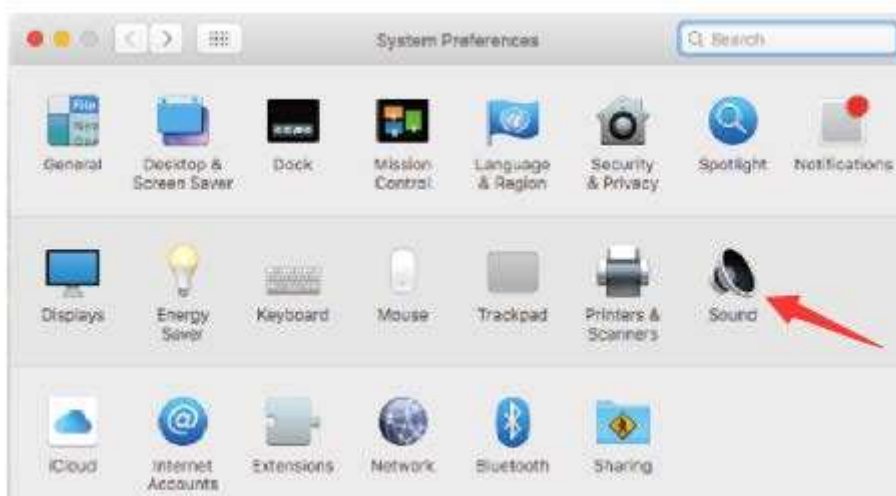 System Preferences
Search
General
Desktop &
Screen Saver
Dock
Mission
Control
Language
& Region
Security
& Privacy
Spotlight
Notifications
Displays
Energy
Saver
Keyboard
Mouse
Trackpad
Printers &
Scanners
Sound
iCloud
Internet
Accounts
Extensions
Network
Bluetooth
Sharing